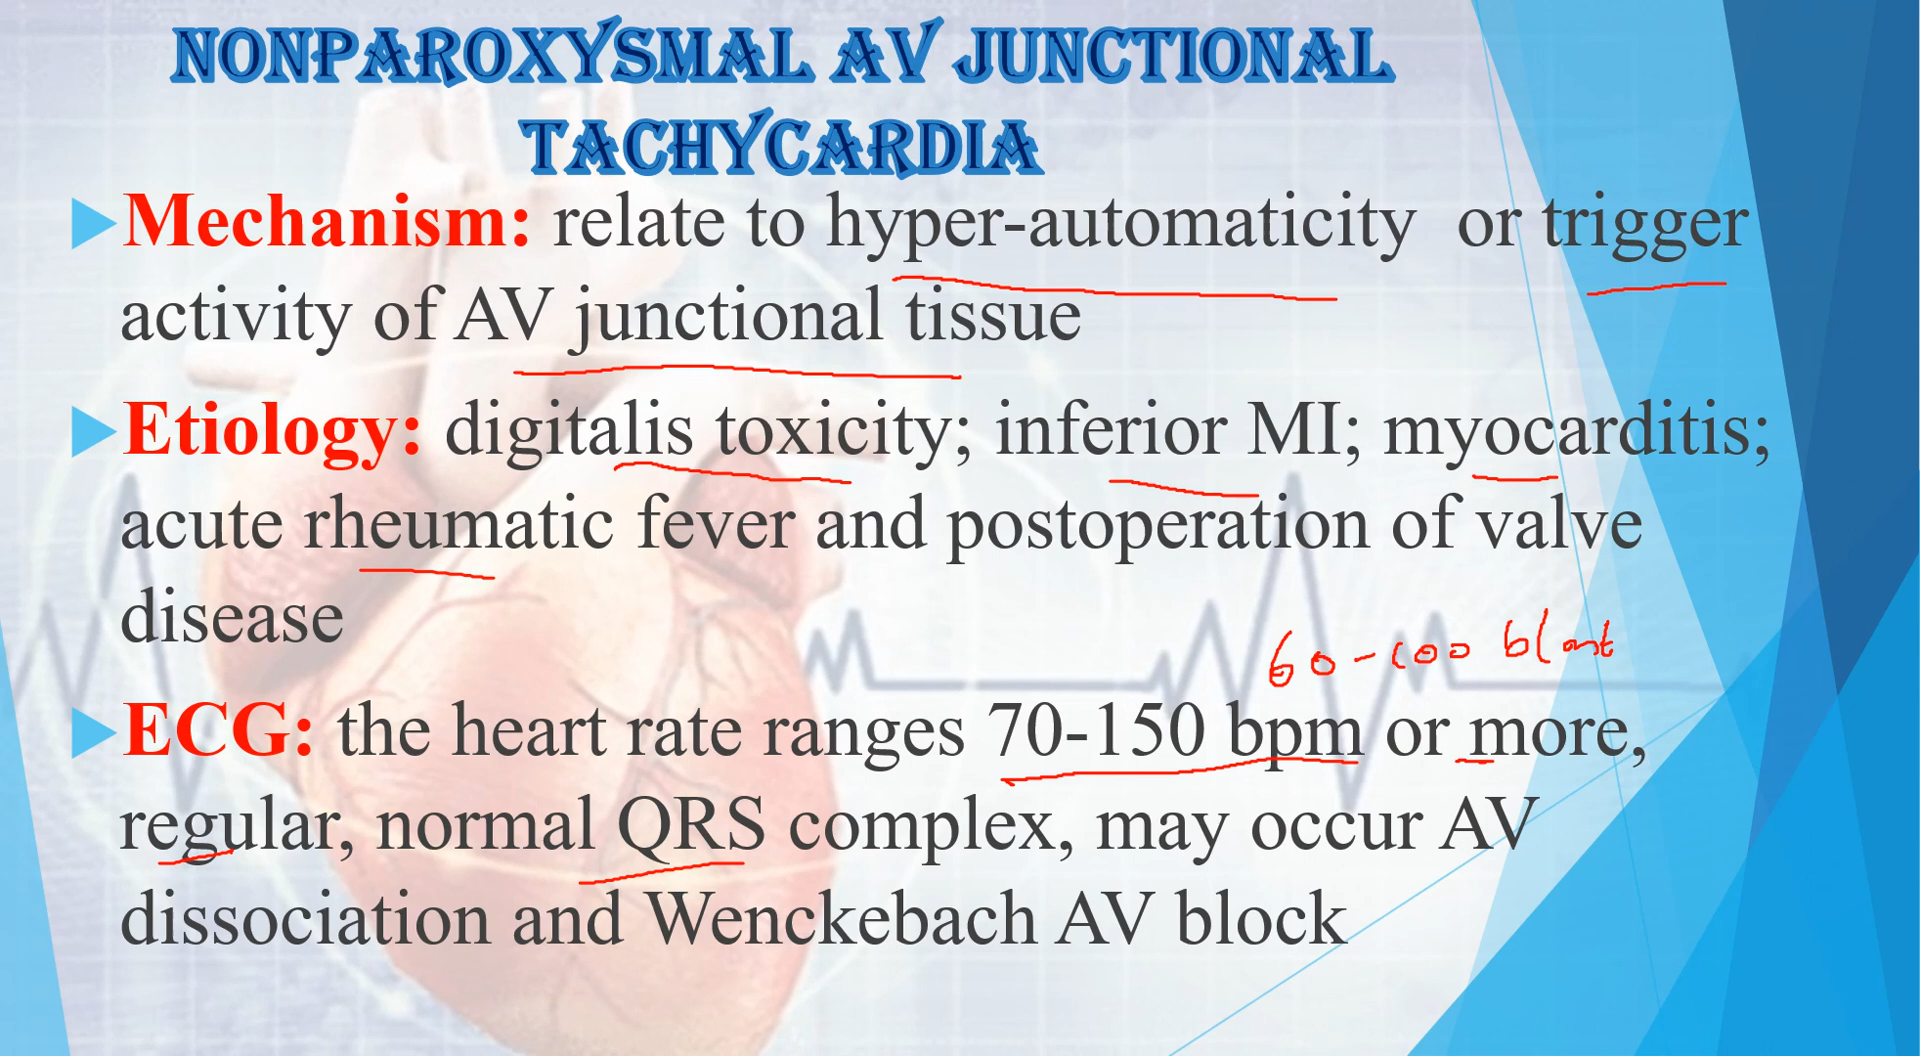 NONPAROXYSMAL AV JUNCTIONAL
TACHYCARDIA
Mechanism: relate to hyper-automaticity or trigger
activity of AV junctional tissue
Etiology: digitalis toxicity; inferior MI; myocarditis;
acute rheumatic fever and postoperation of valve
disease
60-100
ECG: the heart rate ranges 70-150 bpm or more,
regular, normal QRS complex, may occur AV
dissociation and Wenckebach AV block